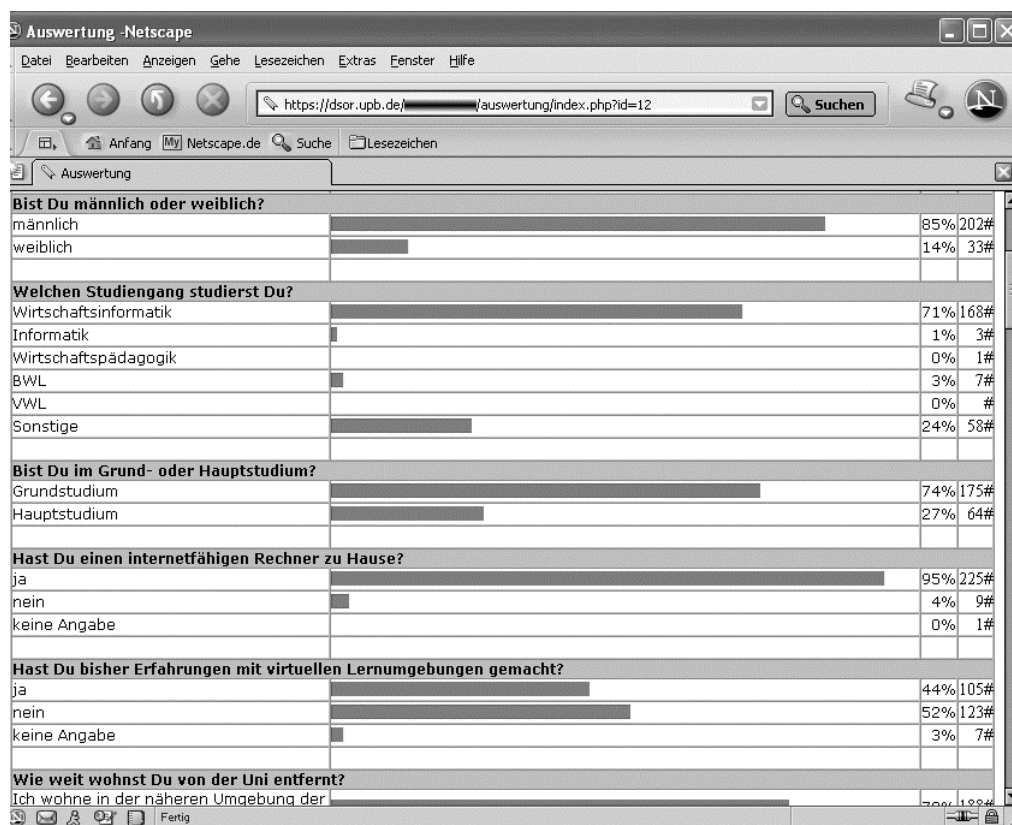 Auswertung -Netscape
Datei Bearbeiten Anzeigen Gehe Lesezeichen Extras Fenster Hilfe
https://dsor.upb.de/ /auswertung/index.php?id=12 Suchen N
Anfang My Netscape.de Suche Lesezeichen
Auswertung
Bist Du männlich oder weiblich?
männlich 85% 202#
weiblich 14% 33#
Welchen Studiengang studierst Du?
Wirtschaftsinformatik 71% 168#
Informatik 1% 3#
Wirtschaftspädagogik 0% 1#
BWL 3% 7#
VWL 0% #
Sonstige 24% 58#
Bist Du im Grund- oder Hauptstudium?
Grundstudium 74% 175#
Hauptstudium 27% 64#
Hast Du einen internetfähigen Rechner zu Hause?
ja 95% 225#
nein 4% 9#
keine Angabe 0% 1#
Hast Du bisher Erfahrungen mit virtuellen Lernumgebungen gemacht?
ja 44% 105#
nein 52% 123#
keine Angabe 3% 7#
Wie weit wohnst Du von der Uni entfernt?
Ich wohne in der näheren Umgebung der
Fertig